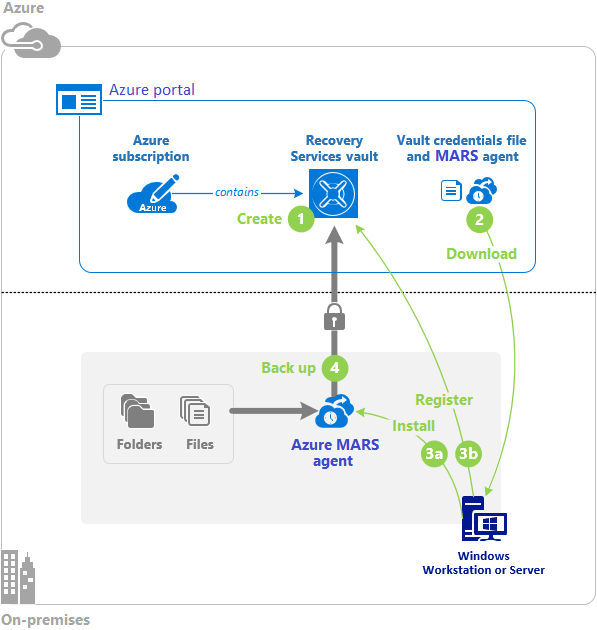 Azure
Azure portal
Azure
subscription
Recovery
Services vault
Vault credentials file
and MARS agent
Azure
contains
Create 1
2
Download
Back up 4
Register
Install
3a 3b
Folders
Files
Azure MARS
agent
Windows
Workstation or Server
On-premises